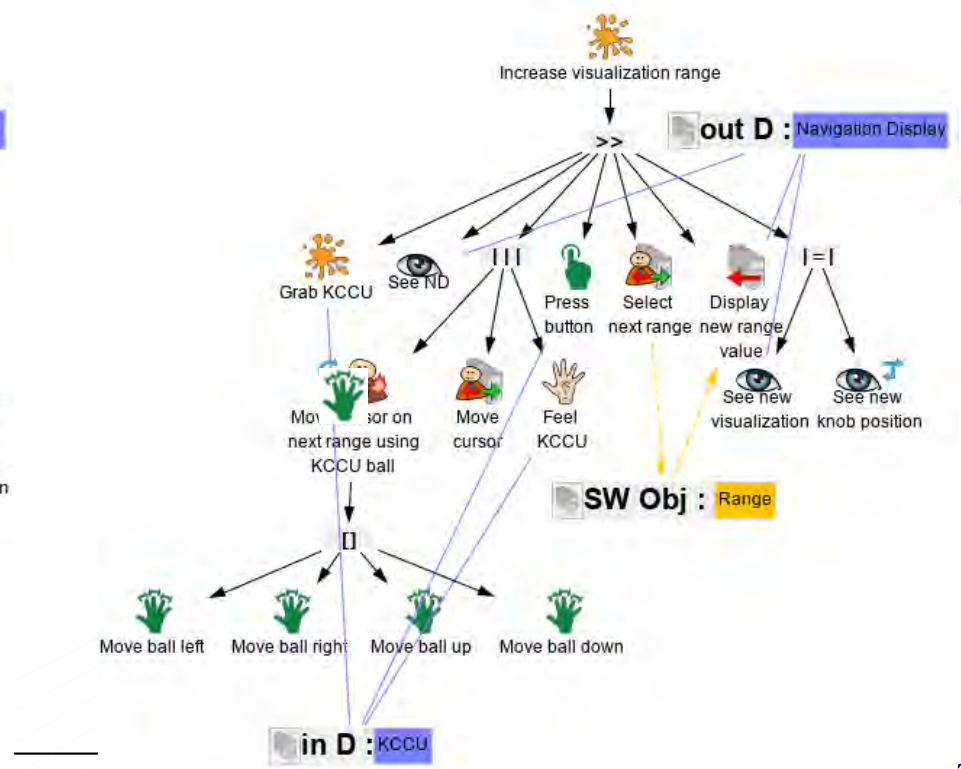 Increase visualization range
>>
out D : Navigation Display
Grab KCCU
See ND
|||
Press
button
Select
next range
Display
new range
value
|=|
Move
cursor
Feel
KCCU
next range using
KCCU ball
See new
visualization
See new
knob position
n
SW Obj : Range
[]
Move ball left
Move ball right
Move ball up
Move ball down
in D : KCCU